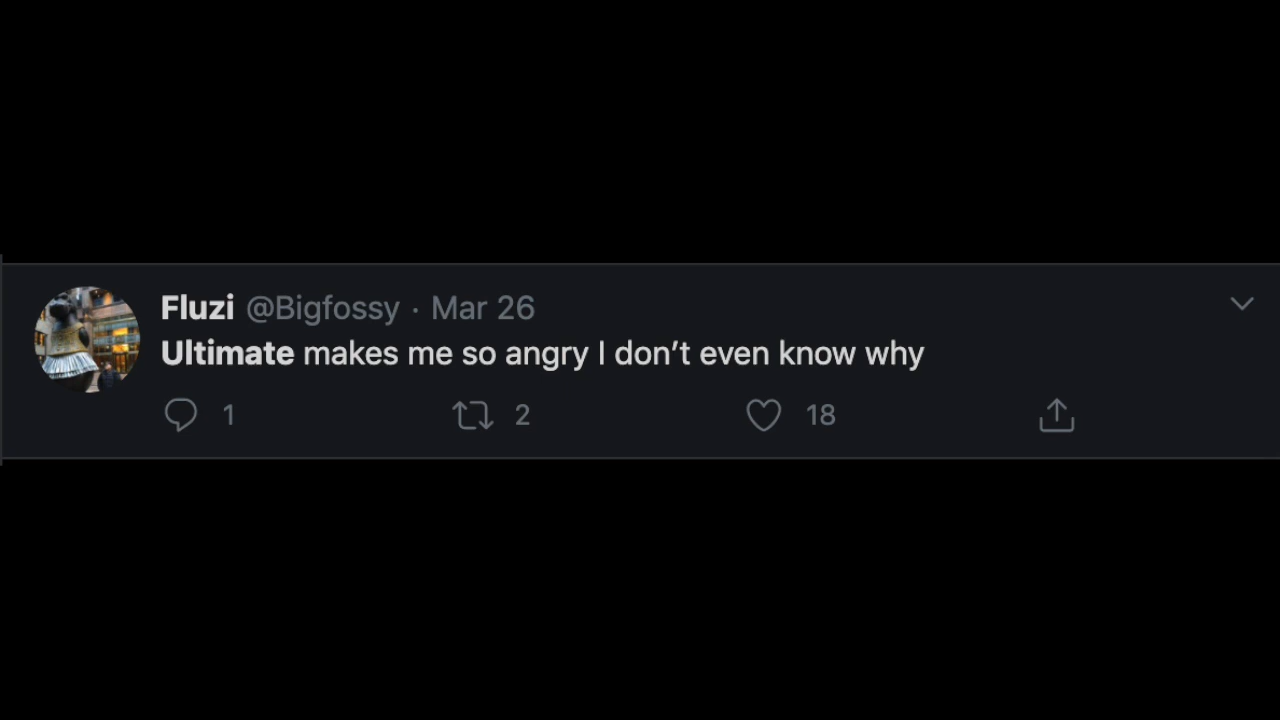 Fluzi @Bigfossy · Mar 26
Ultimate makes me so angry I don’t even know why
1 2 18